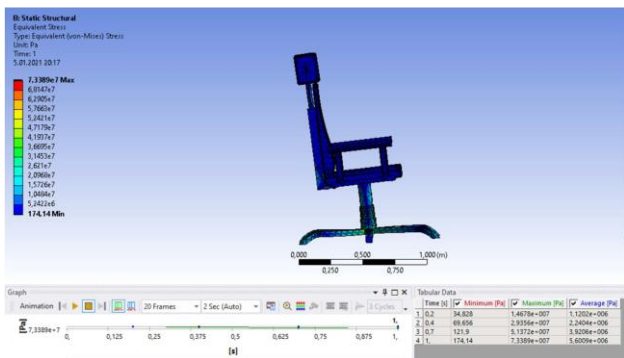 B: Static Structural
Equivalent Stress
Type: Equivalent (von-Mises) Stress
Unit: Pa
Time: 1
5.01.2021 20:17
7,3389e7 Max
6,8147e7
6,2905e7
5,7663e7
5,2421e7
4,7179e7
4,1937e7
3,6695e7
3,1453e7
2,621e7
2,0968e7
1,5726e7
1,0484e7
5,2422e6
174.14 Min
0,000 0,500 1,000 (m)
0,250 0,750
Graph
Animation 20 Frames 2 Sec (Auto) 3 Cycles
1,
[Pa] 7,3389e+7
0, 0,125 0,25 0,375 0,5 0,625 0,75 0,875 1,
[s]
Tabular Data
Time [s] Minimum [Pa] Maximum [Pa] Average [Pa]
1 0,2 34,828 1,4678e+007 1,1202e+006
2 0,4 69,656 2,9356e+007 2,2404e+006
3 0,7 121,9 5,1372e+007 3,9206e+006
4 1, 174,14 7,3389e+007 5,6009e+006